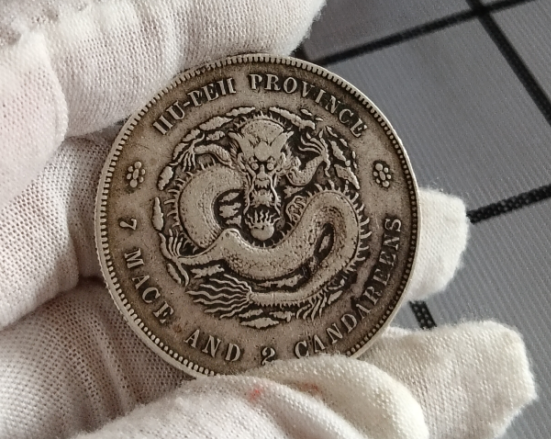 HU-PEH PROVINCE
7 MACE AND 2 CANDAREENS